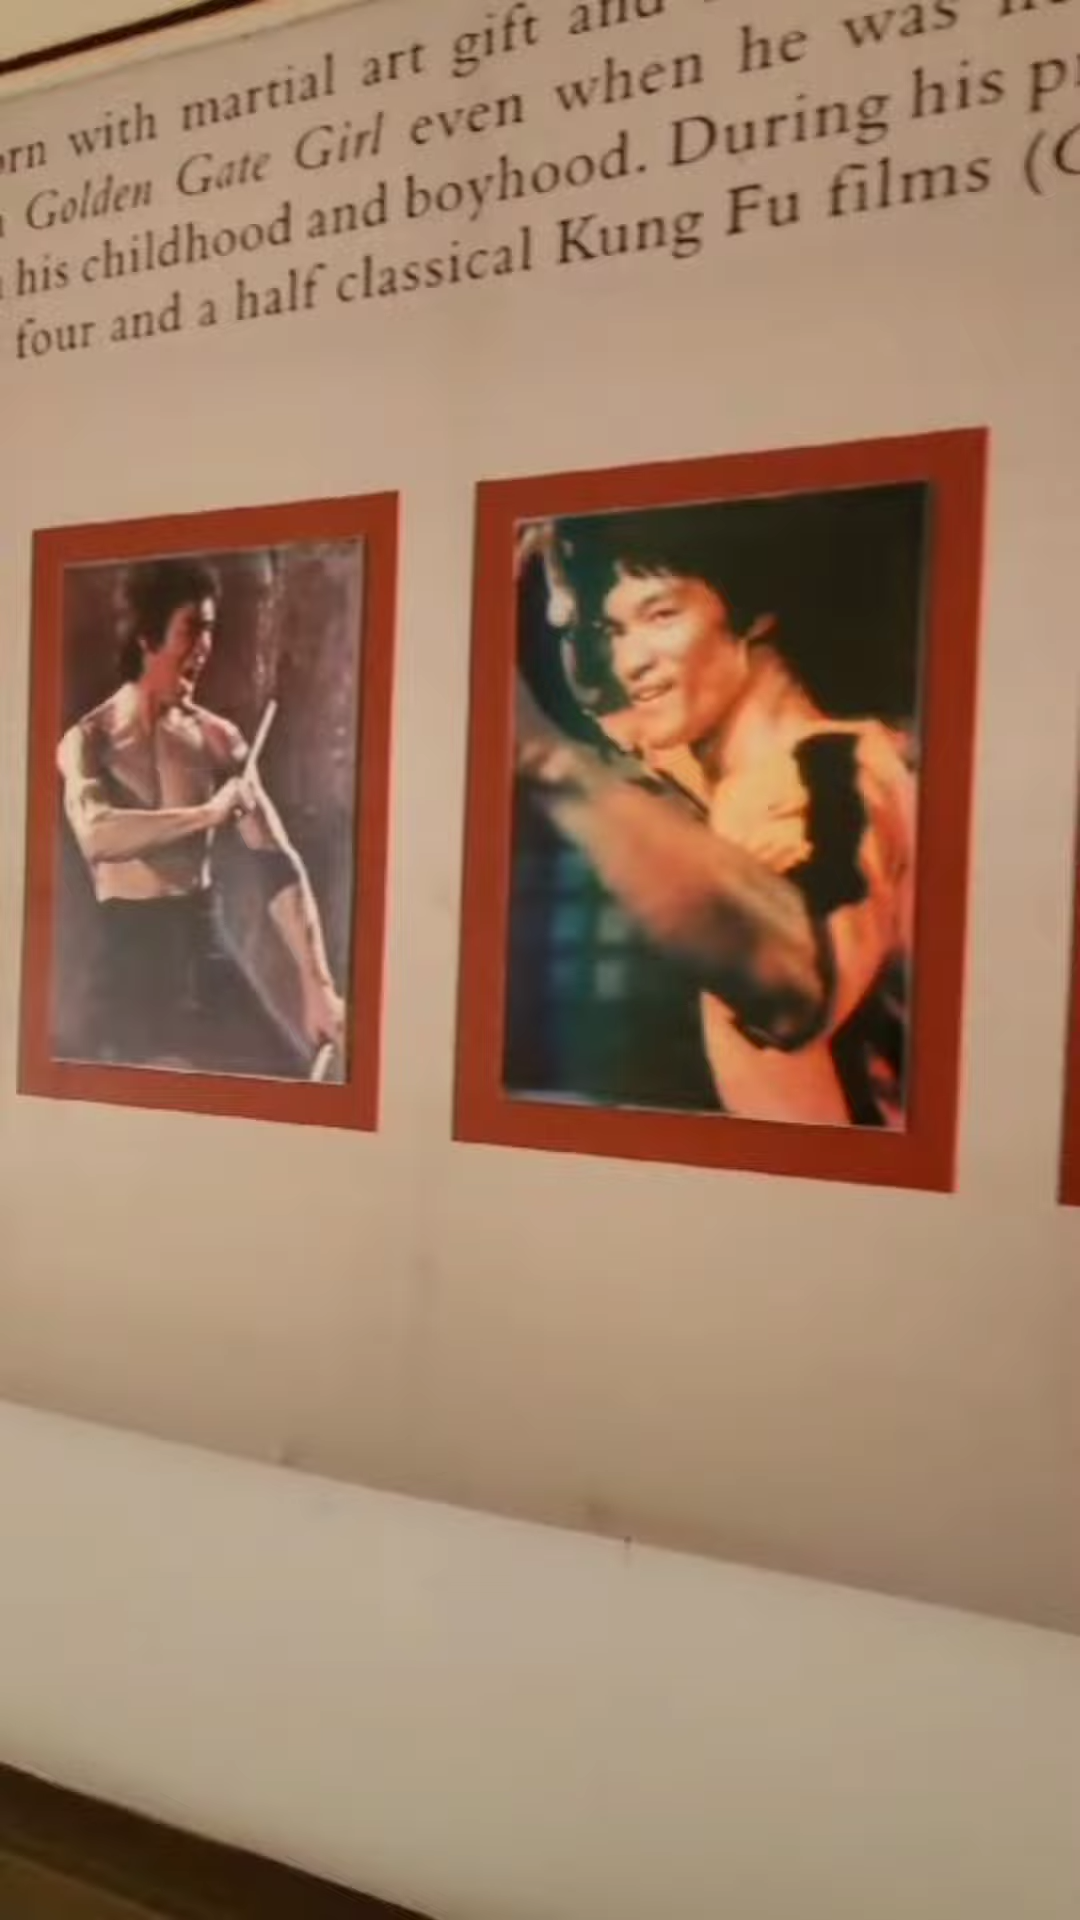 with martial art gift and
Golden Gate Girl even when he was
his childhood and boyhood. During his
four and a half classical Kung Fu films (